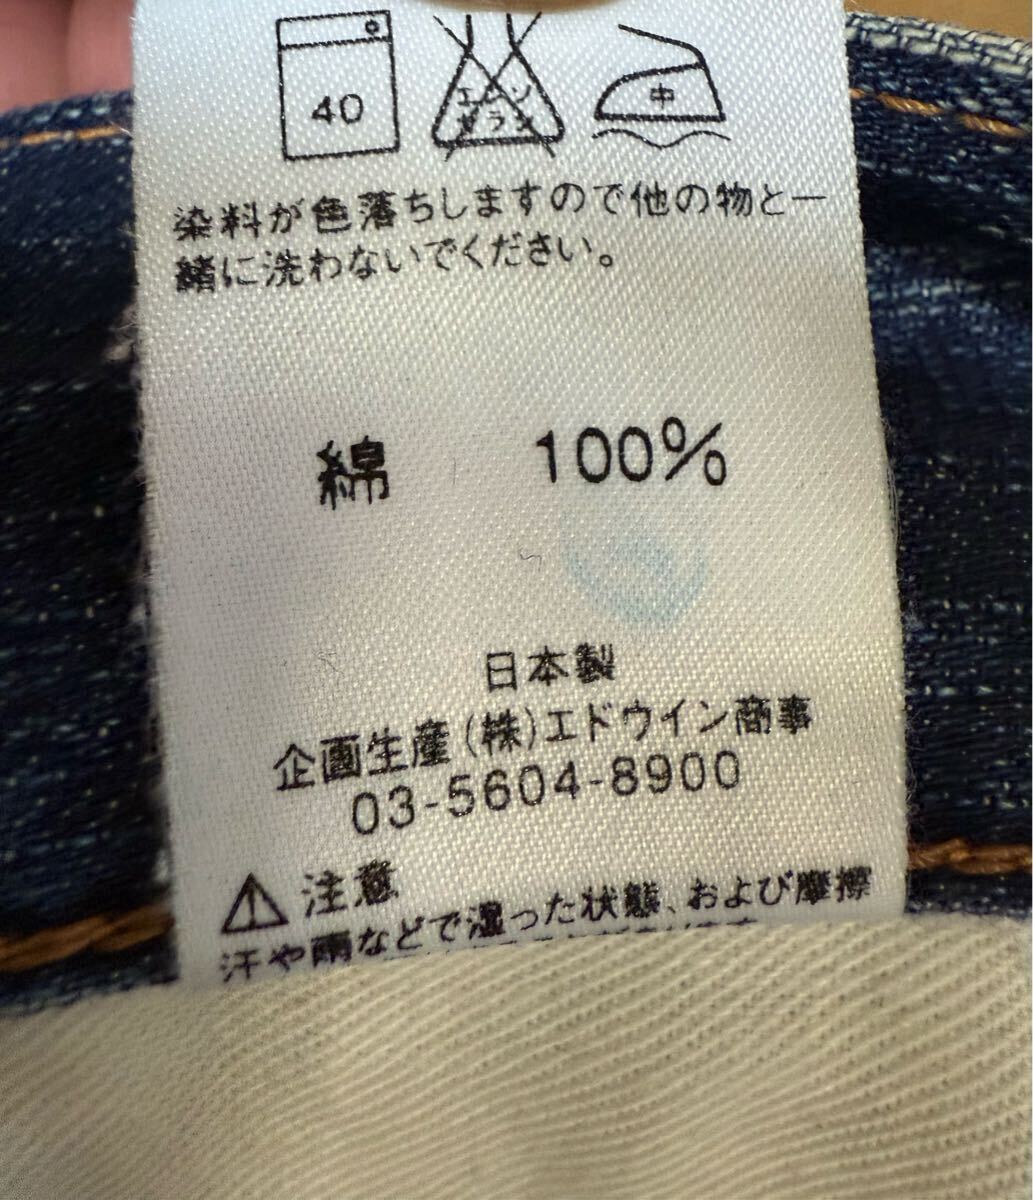 40 エンソ サラシ 中
染料が色落ちしますので他の物と一
緒に洗わないでください。
綿 100%
日本製
企画生産(株)エドウイン商事
03-5604-8900
注意
汗や雨などで湿った状態、および摩擦